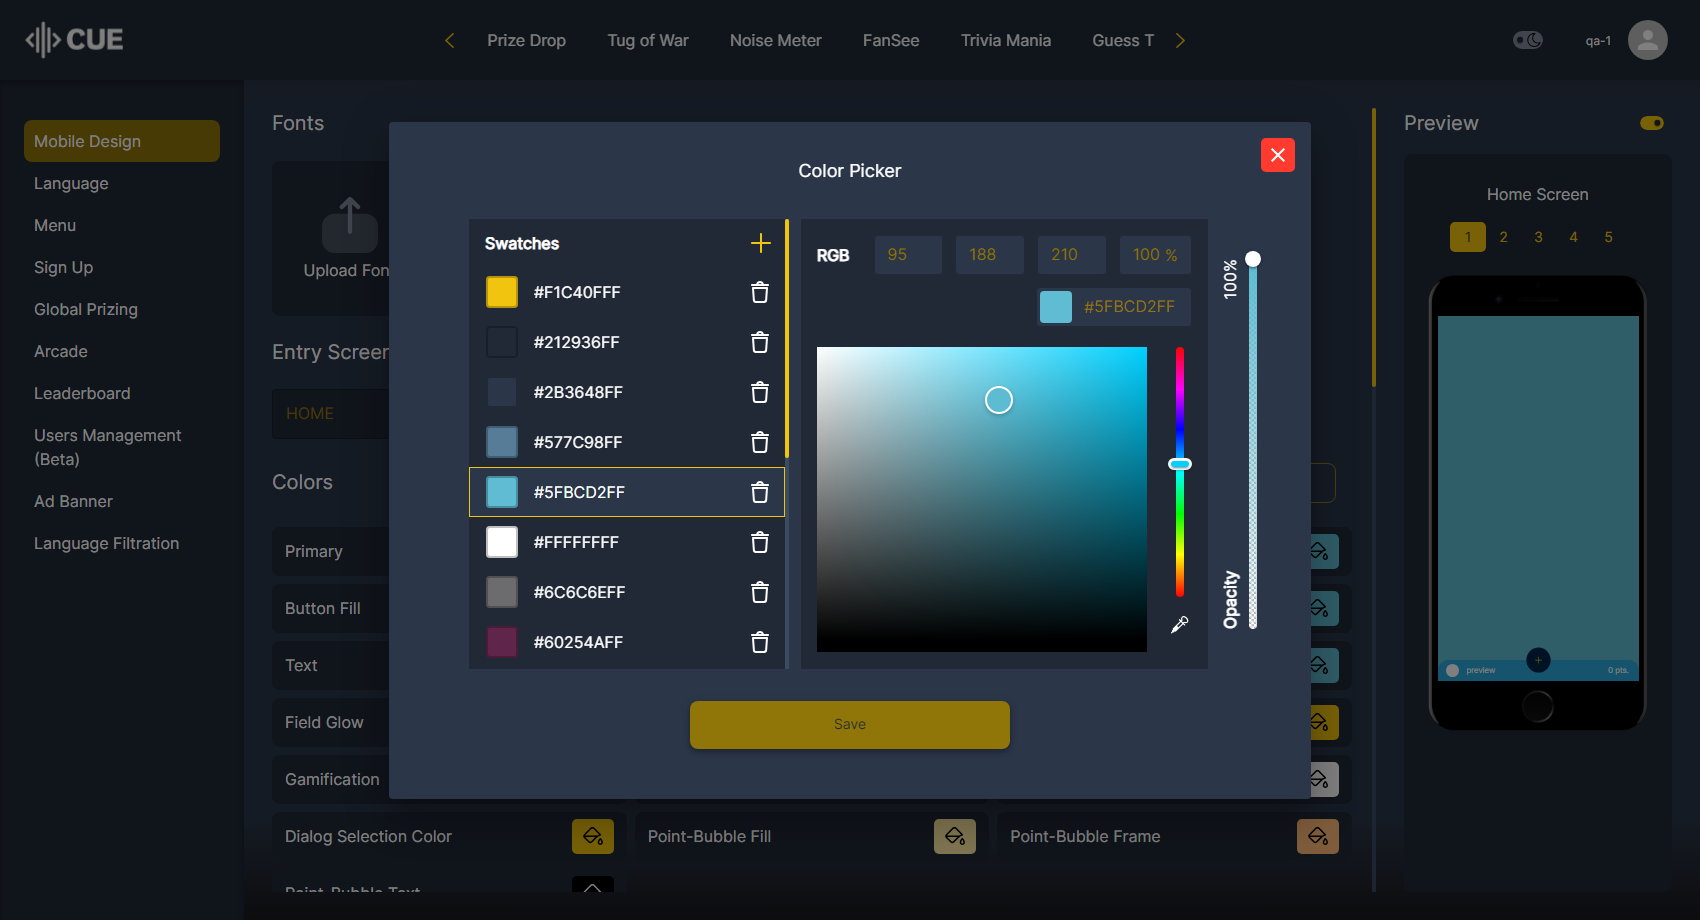 CUE
Prize Drop
Tug of War
Noise Meter
FanSee
Trivia Mania
Guess T
qa-1
Mobile Design
Language
Menu
Sign Up
Global Prizing
Arcade
Leaderboard
Users Management
(Beta)
Ad Banner
Language Filtration
Fonts
Upload Fon
Entry Screen
HOME
Colors
Primary
Button Fill
Text
Field Glow
Gamification
Dialog Selection Color
Point-Bubble Fill
Point-Bubble Frame
Point-Bubble Text
Color Picker
Swatches
#F1C40FFF
#212936FF
#2B3648FF
#577C98FF
#5FBCD2FF
#FFFFFFFF
#6C6C6EFF
#60254AFF
RGB
95
188
210
100 %
#5FBCD2FF
100%
Opacity
Save
Preview
Home Screen
1 2 3 4 5
preview
0 pts.